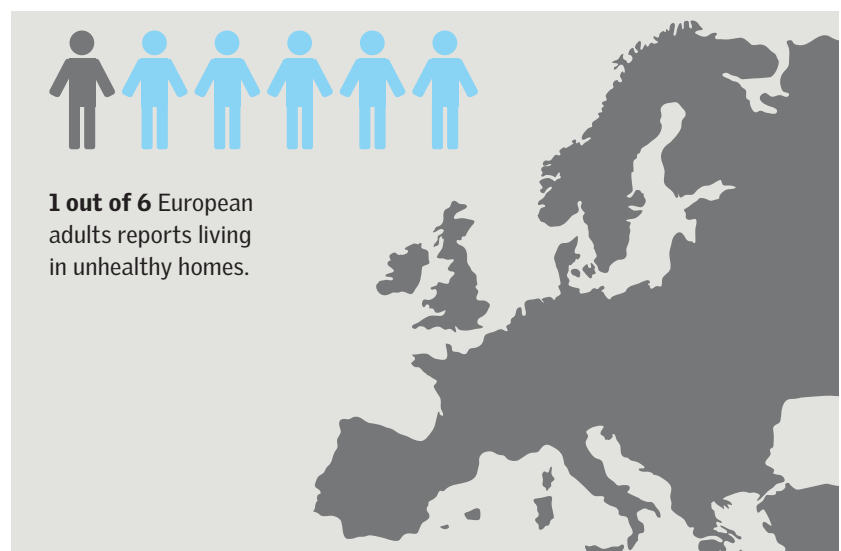 1 out of 6 European
adults reports living
in unhealthy homes.